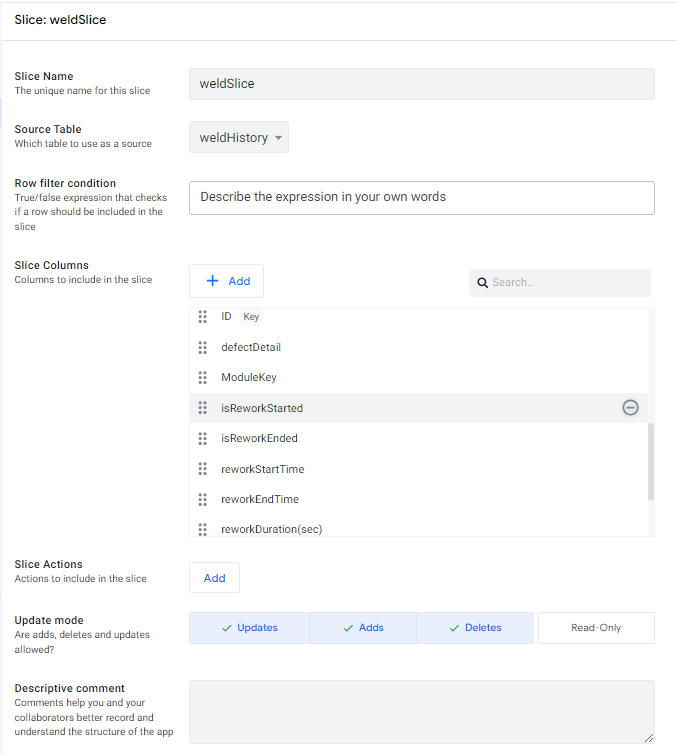 Slice: weldSlice
Slice Name
The unique name for this slice
weldSlice
Source Table
Which table to use as a source
weldHistory
Row filter condition
True/false expression that checks
if a row should be included in the
slice
Describe the expression in your own words
Slice Columns
Columns to include in the slice
Add
Search..
ID Key
defectDetail
ModuleKey
isReworkStarted
isReworkEnded
reworkStartTime
reworkEndTime
reworkDuration(sec)
Slice Actions
Actions to include in the slice
Add
Update mode
Are adds, deletes and updates
allowed?
Updates
Adds
Deletes
Read-Only
Descriptive comment
Comments help you and your
collaborators better record and
understand the structure of the app